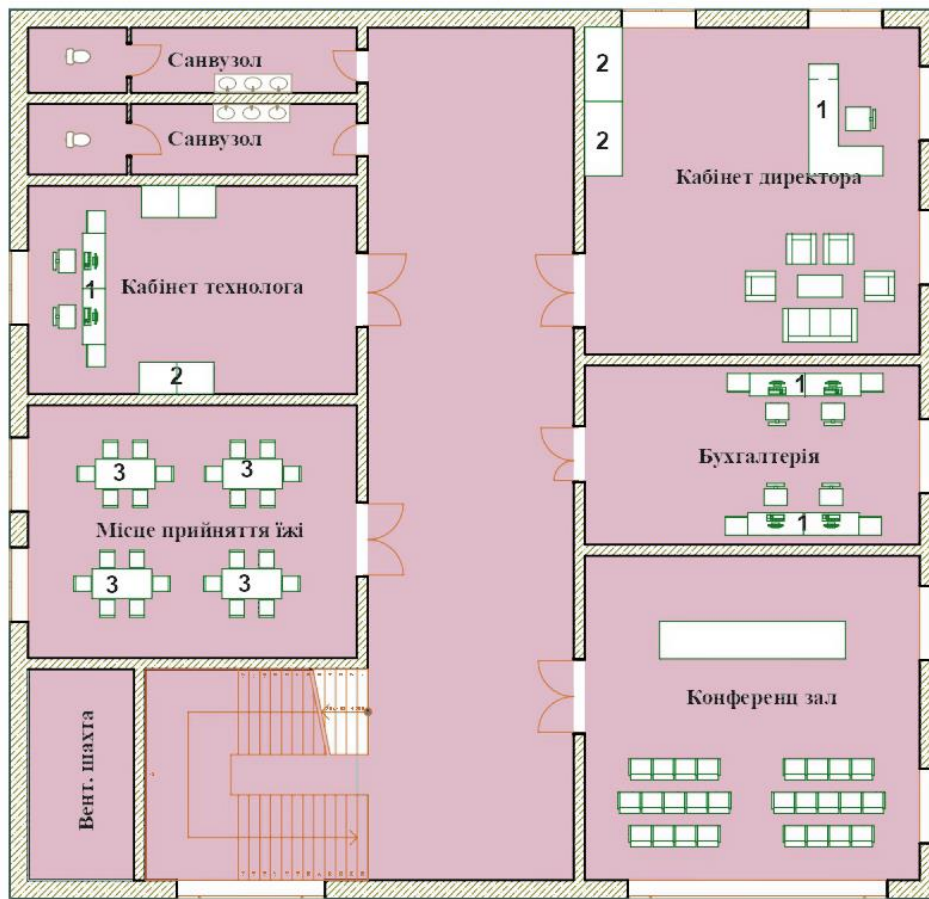 Санвузол
2
1
Санвузол
2
Кабінет директора
Кабінет технолога
1
2
1
Бухгалтерія
3
3
Місце прийняття їжі
1
3
3
Конференц зал
Вент. шахта